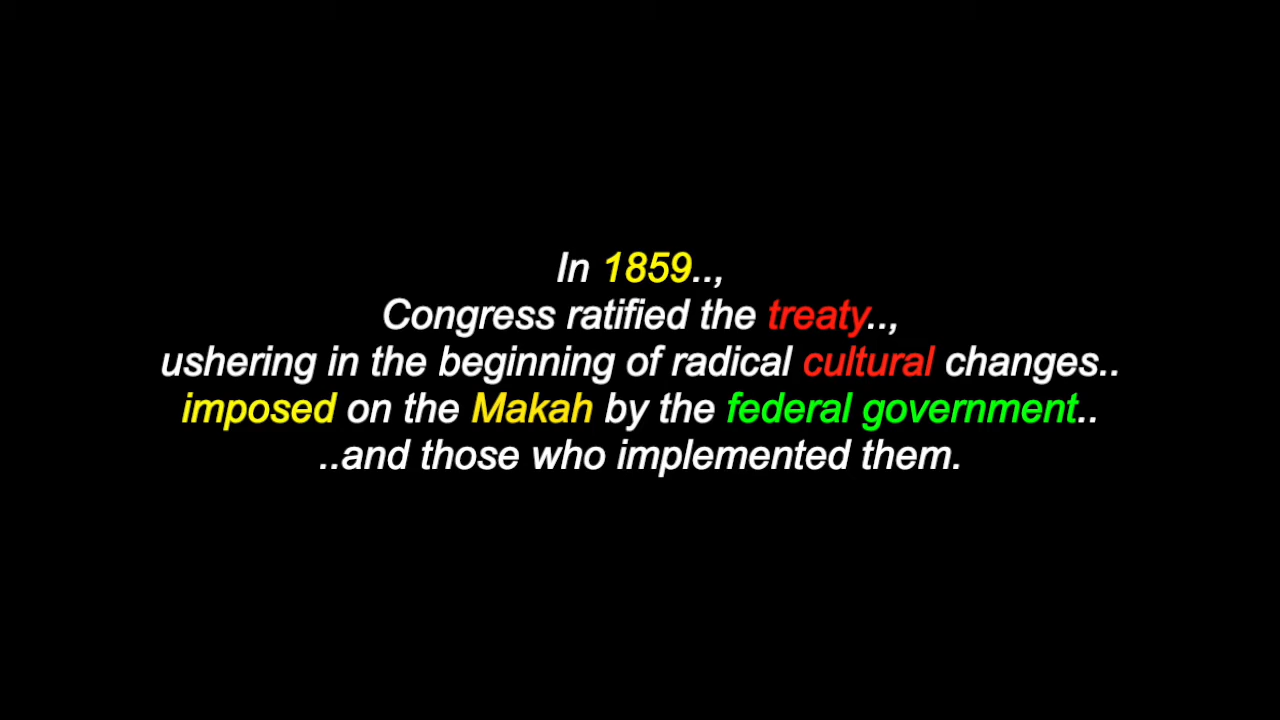 In 1859..,
Congress ratified the treaty..,
ushering in the beginning of radical cultural changes..
imposed on the Makah by the federal government..
..and those who implemented them.